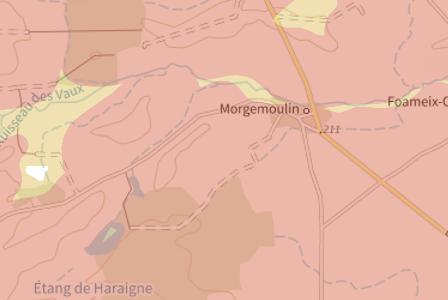 Ruisseau des Vaux
Morgemoulin
Foameix-
211
Étang de Haraigne